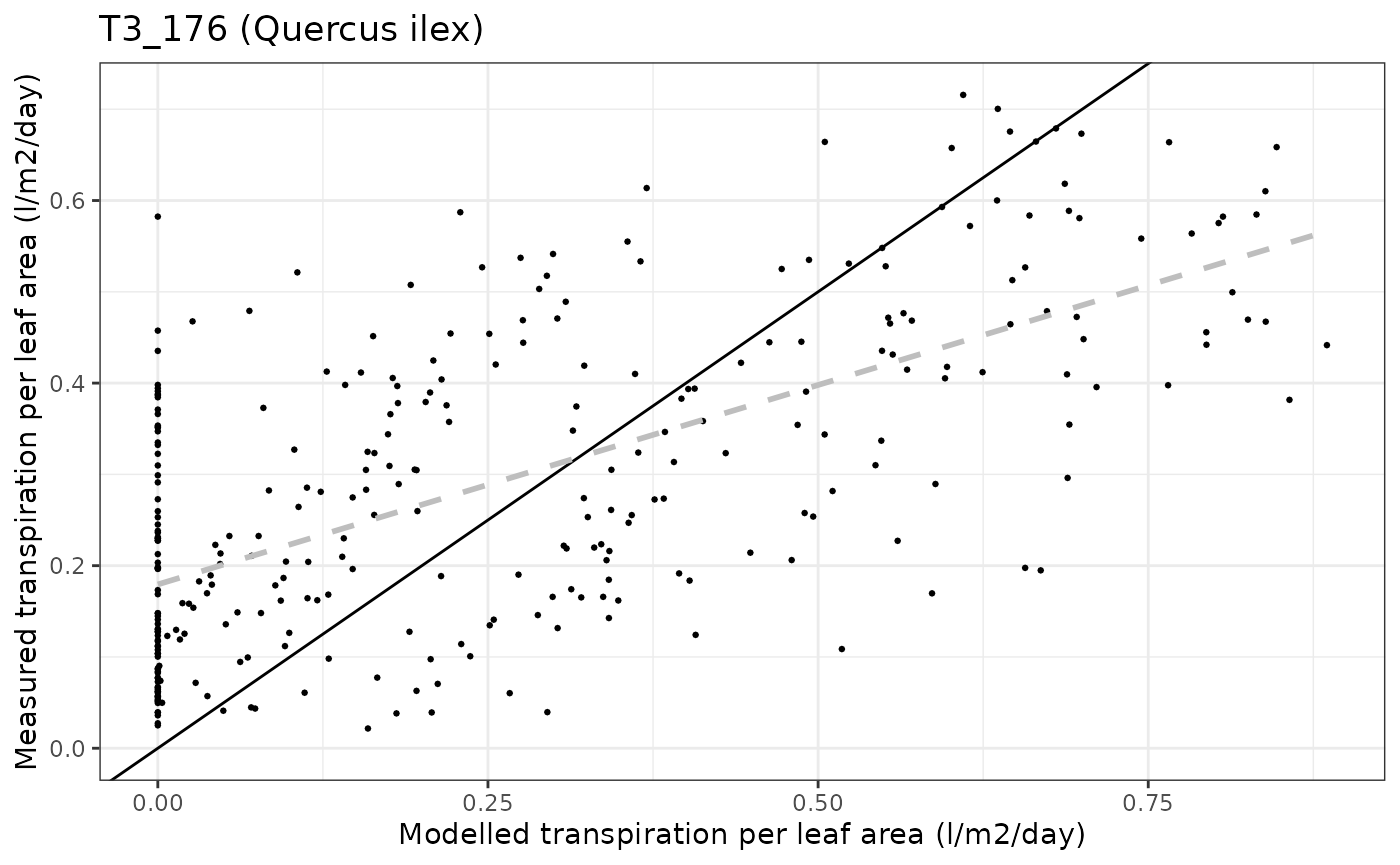 T3_176 (Quercus ilex)
Measured transpiration per leaf area (l/m2/day)
0.6
0.4
0.2
0.0
0.00 0.25 0.50 0.75
Modelled transpiration per leaf area (l/m2/day)